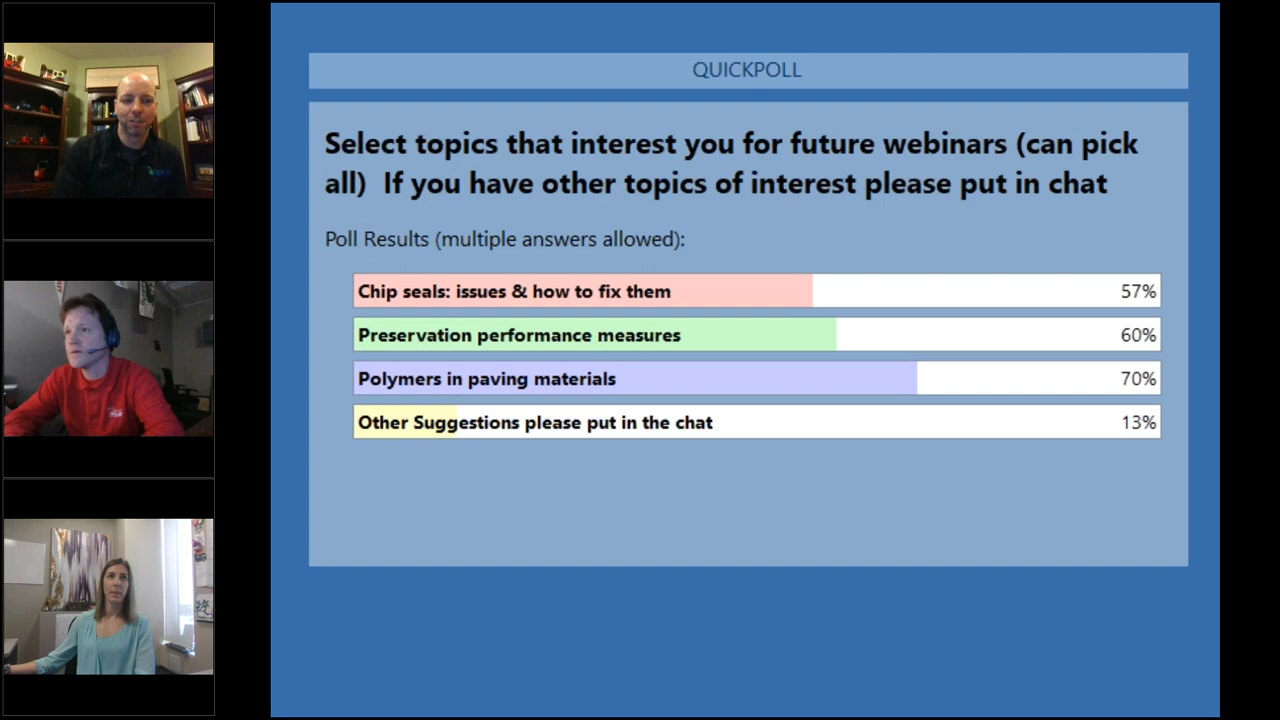 QUICKPOLL
Select topics that interest you for future webinars (can pick
all)  If you have other topics of interest please put in chat
Poll Results (multiple answers allowed):
Chip seals: issues & how to fix them 57%
Preservation performance measures 60%
Polymers in paving materials 70%
Other Suggestions please put in the chat 13%